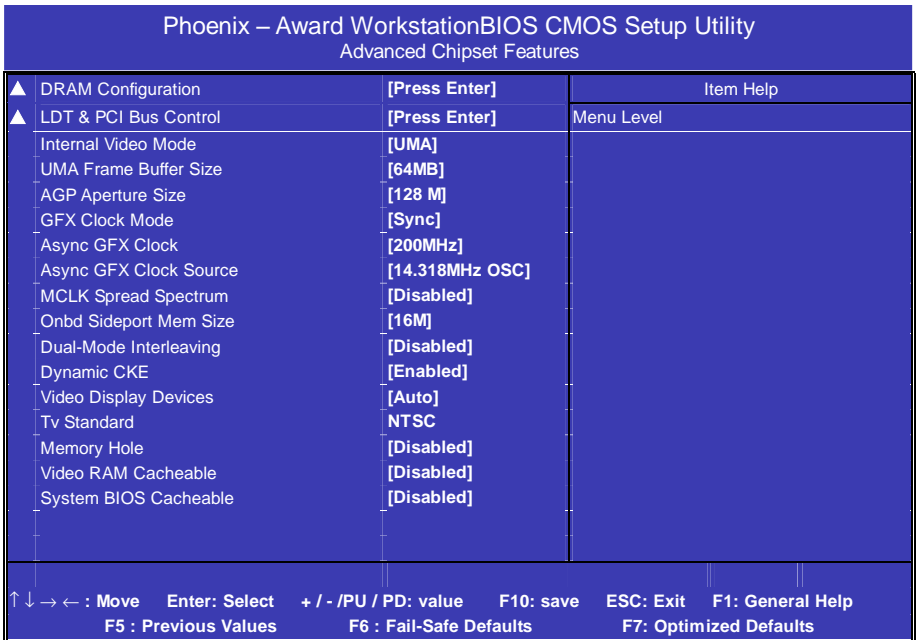 Phoenix – Award WorkstationBIOS CMOS Setup Utility
Advanced Chipset Features
▲ DRAM Configuration [Press Enter] Item Help
▲ LDT & PCI Bus Control [Press Enter] Menu Level
Internal Video Mode [UMA]
UMA Frame Buffer Size [64MB]
AGP Aperture Size [128 M]
GFX Clock Mode [Sync]
Async GFX Clock [200MHz]
Async GFX Clock Source [14.318MHz OSC]
MCLK Spread Spectrum [Disabled]
Onbd Sideport Mem Size [16M]
Dual-Mode Interleaving [Disabled]
Dynamic CKE [Enabled]
Video Display Devices [Auto]
Tv Standard NTSC
Memory Hole [Disabled]
Video RAM Cacheable [Disabled]
System BIOS Cacheable [Disabled]
↑↓→← : Move Enter: Select + / - /PU / PD: value F10: save ESC: Exit F1: General Help
F5 : Previous Values F6 : Fail-Safe Defaults F7: Optimized Defaults